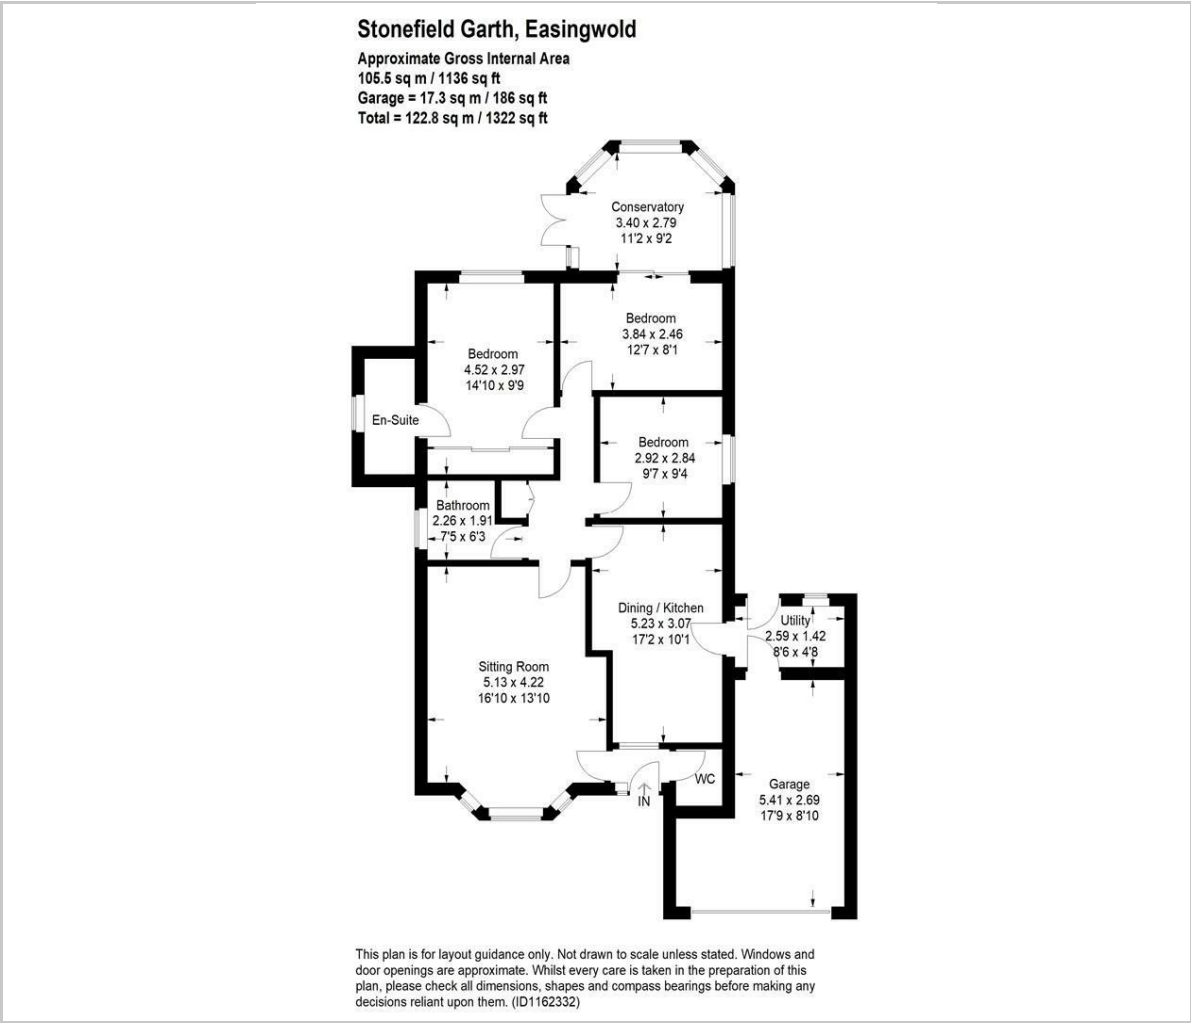 Stonefield Garth, Easingwold
Approximate Gross Internal Area
105.5 sq m / 1136 sq ft
Garage = 17.3 sq m / 186 sq ft
Total = 122.8 sq m / 1322 sq ft
Conservatory
3.40 x 2.79
11'2 x 9'2
Bedroom
3.84 x 2.46
12'7 x 8'1
Bedroom
4.52 x 2.97
14'10 x 9'9
En-Suite
Bedroom
2.92 x 2.84
9'7 x 9'4
Bathroom
2.26 x 1.91
7'5 x 6'3
Dining / Kitchen
5.23 x 3.07
17'2 x 10'1
Utility
2.59 x 1.42
8'6 x 4'8
Sitting Room
5.13 x 4.22
16'10 x 13'10
WC
IN
Garage
5.41 x 2.69
17'9 x 8'10
This plan is for layout guidance only. Not drawn to scale unless stated. Windows and
door openings are approximate. Whilst every care is taken in the preparation of this
plan, please check all dimensions, shapes and compass bearings before making any
decisions reliant upon them. (ID1162332)